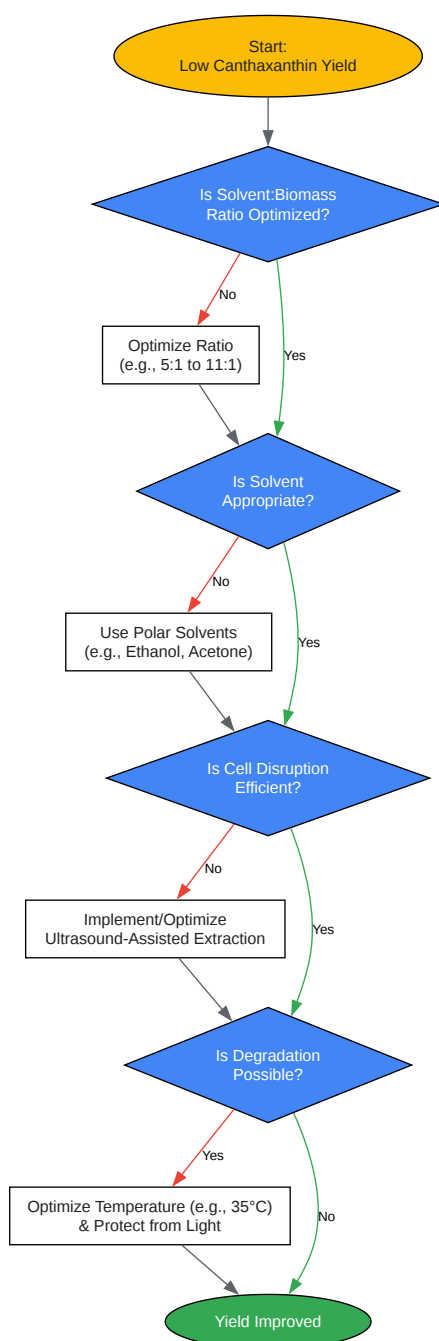 Start:
Low Canthaxanthin Yield
Is Solvent:Biomass
Ratio Optimized?
No
Yes
Optimize Ratio
(e.g., 5:1 to 11:1)
Is Solvent
Appropriate?
No
Yes
Use Polar Solvents
(e.g., Ethanol, Acetone)
Is Cell Disruption
Efficient?
No
Yes
Implement/Optimize
Ultrasound-Assisted Extraction
Is Degradation
Possible?
Yes
No
Optimize Temperature (e.g., 35°C)
& Protect from Light
Yield Improved